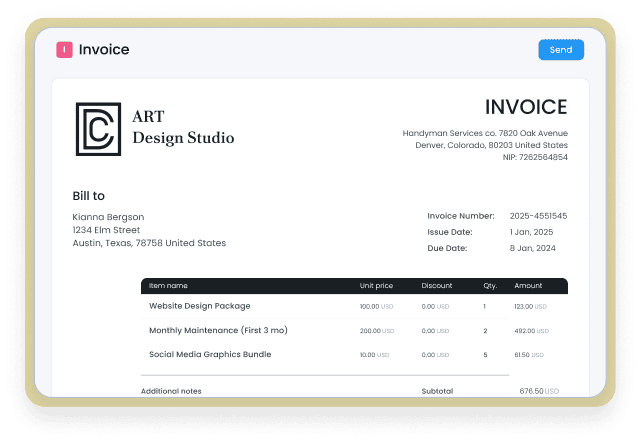 I Invoice
Send
ART
Design Studio
INVOICE
Handyman Services co. 7820 Oak Avenue
Denver, Colorado, 80203 United States
NIP: 7262564854
Bill to
Kianna Bergson
1234 Elm Street
Austin, Texas, 78758 United States
Invoice Number: 2025-4551545
Issue Date: 1 Jan, 2025
Due Date: 8 Jan, 2024
Item name Unit price Discount Qty. Amount
Website Design Package 100.00 USD 0.00 USD 1 123.00 USD
Monthly Maintenance (First 3 mo) 200.00 USD 0.00 USD 2 492.00 USD
Social Media Graphics Bundle 10.00 USD 0.00 USD 5 61.50 USD
Additional notes Subtotal 676.50 USD